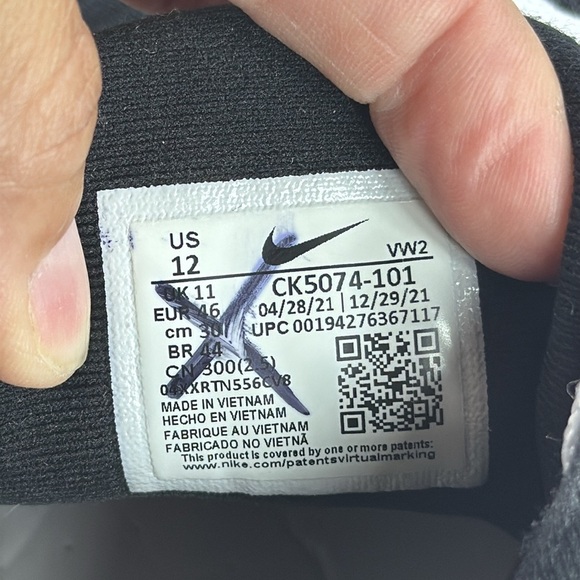 US
12
VW2
UK 11
CK5074-101
EUR 46
04/28/21 | 12/29/21
cm 30
UPC 00194276367117
BR 44
CN 300(2.5)
MADE IN VIETNAM
HECHO EN VIETNAM
FABRIQUE AU VIETNAM
FABRICADO NO VIETNÃ
This product is covered by one or more patents:
www.nike.com/patentsvirtualmarking